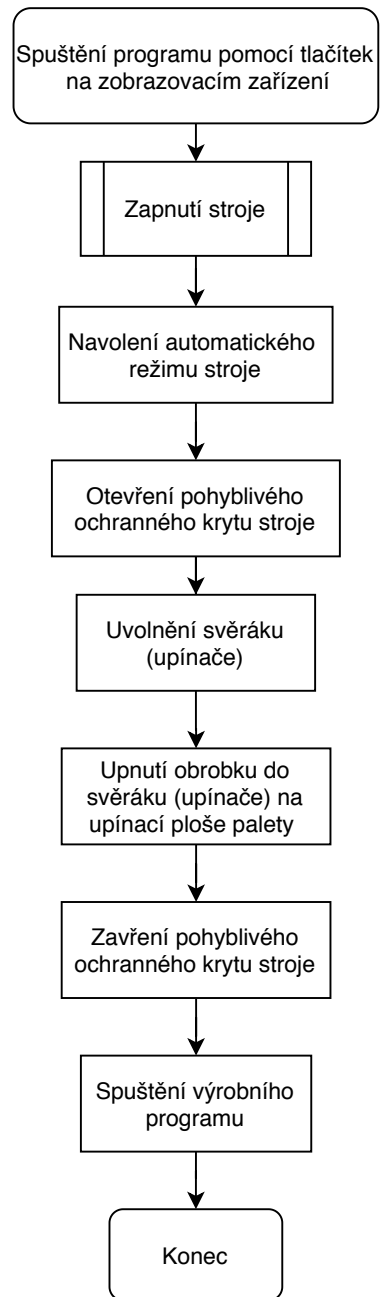 Spuštění programu pomocí tlačítek
na zobrazovacím zařízení
Zapnutí stroje
Navolení automatického
režimu stroje
Otevření pohyblivého
ochranného krytu stroje
Uvolnění svěráku
(upínače)
Upnutí obrobku do
svěráku (upínače) na
upínací ploše palety
Zavření pohyblivého
ochranného krytu stroje
Spuštění výrobního
programu
Konec